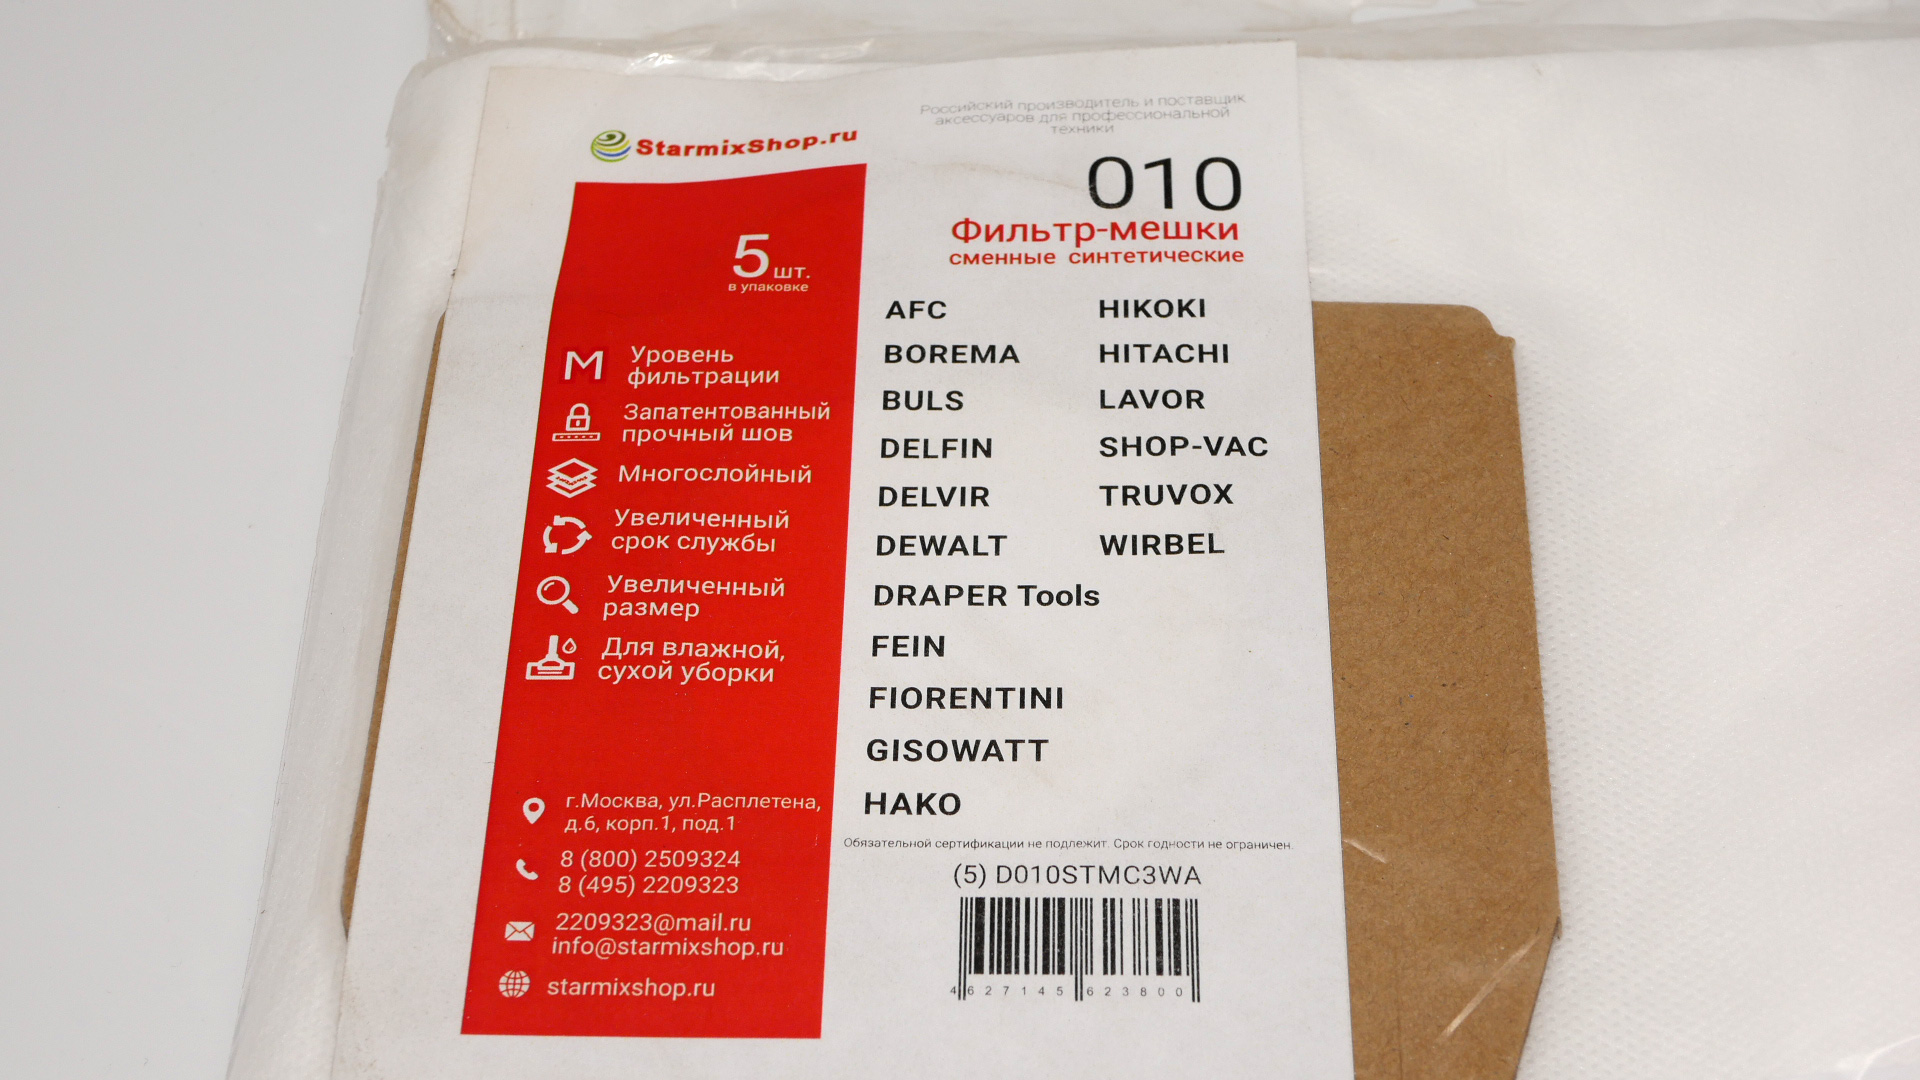 StarmixShop.ru
Российский производитель и поставщик
аксессуаров для профессиональной
техники
010
Фильтр-мешки
сменные синтетические
5 шт.
в упаковке
M
Уровень
фильтрации
Запатентованный
прочный шов
Многослойный
Увеличенный
срок службы
Увеличенный
размер
Для влажной,
сухой уборки
г.Москва, ул.Расплетена,
д.6, корп.1, под.1
8 (800) 2509324
8 (495) 2209323
2209323@mail.ru
info@starmixshop.ru
starmixshop.ru
AFC
BOREMA
BULS
DELFIN
DELVIR
DEWALT
DRAPER Tools
FEIN
FIORENTINI
GISOWATT
HAKO
HIKOKI
HITACHI
LAVOR
SHOP-VAC
TRUVOX
WIRBEL
Обязательной сертификации не подлежит. Срок годности не ограничен.
(5) D010STMC3WA
4 627145 623800